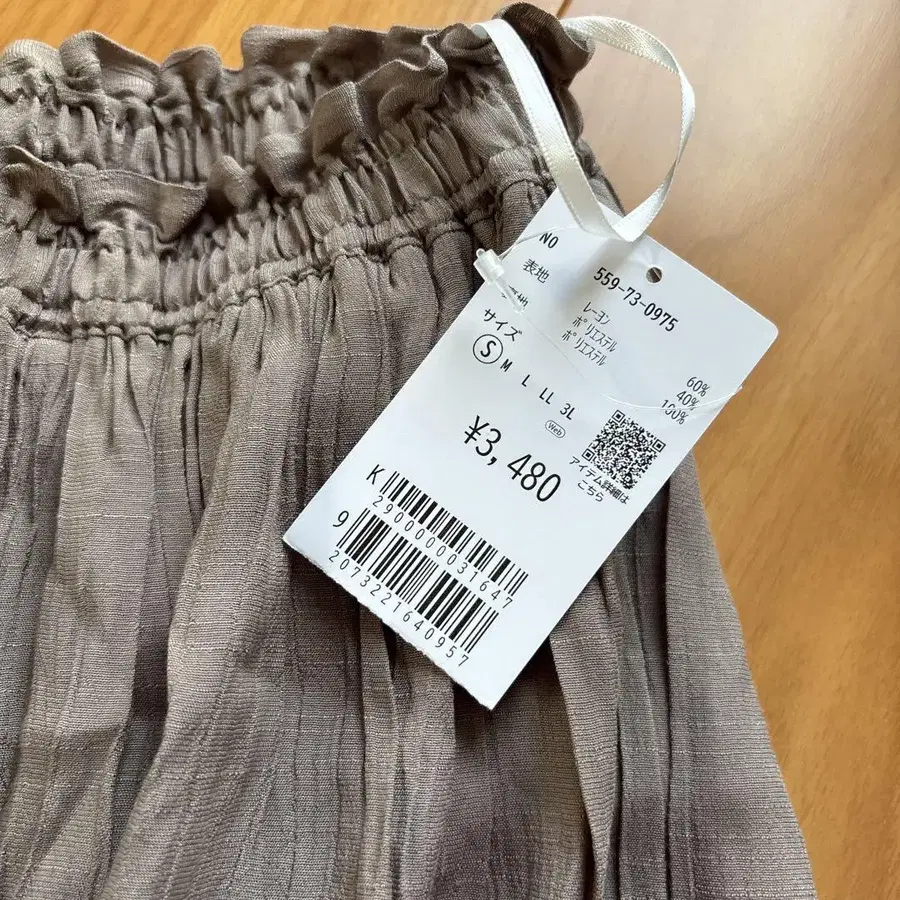 NO 559-73-0975
表地 レーヨン 60%
ポリエステル 40%
地 ポリエステル 100%
サイズ
S M L LL 3L
Web
¥3,480
アイテム詳細は
こちら
K
2900000031647
9
2073221640957